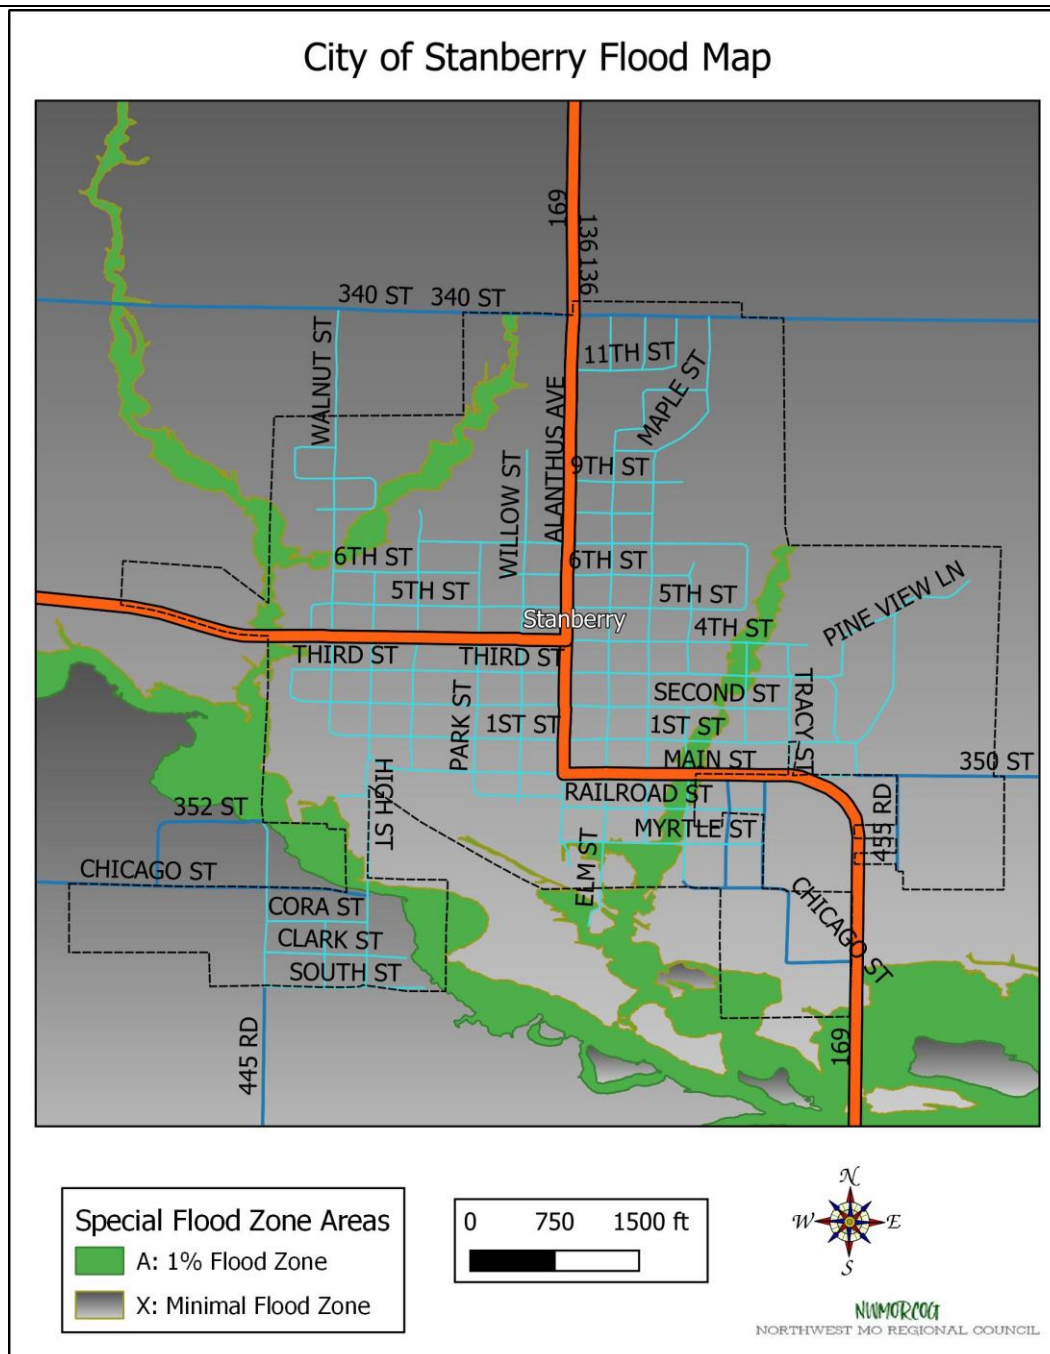 City of Stanberry Flood Map
169
136 136
340 ST
340 ST
WALNUT ST
11TH ST
MAPLE ST
ALANTHUS AVE
WILLOW ST
9TH ST
6TH ST
6TH ST
5TH ST
5TH ST
PINE VIEW LN
Stanberry
4TH ST
THIRD ST
THIRD ST
TRACY ST
SECOND ST
PARK ST
1ST ST
1ST ST
MAIN ST
350 ST
HIGH ST
RAILROAD ST
352 ST
MYRTLE ST
455 RD
CHICAGO ST
ELM ST
CHICAGO ST
CORA ST
CLARK ST
SOUTH ST
445 RD
169
Special Flood Zone Areas
A: 1% Flood Zone
X: Minimal Flood Zone
0 750 1500 ft
N
W E
S
NWMORCOG
NORTHWEST MO REGIONAL COUNCIL